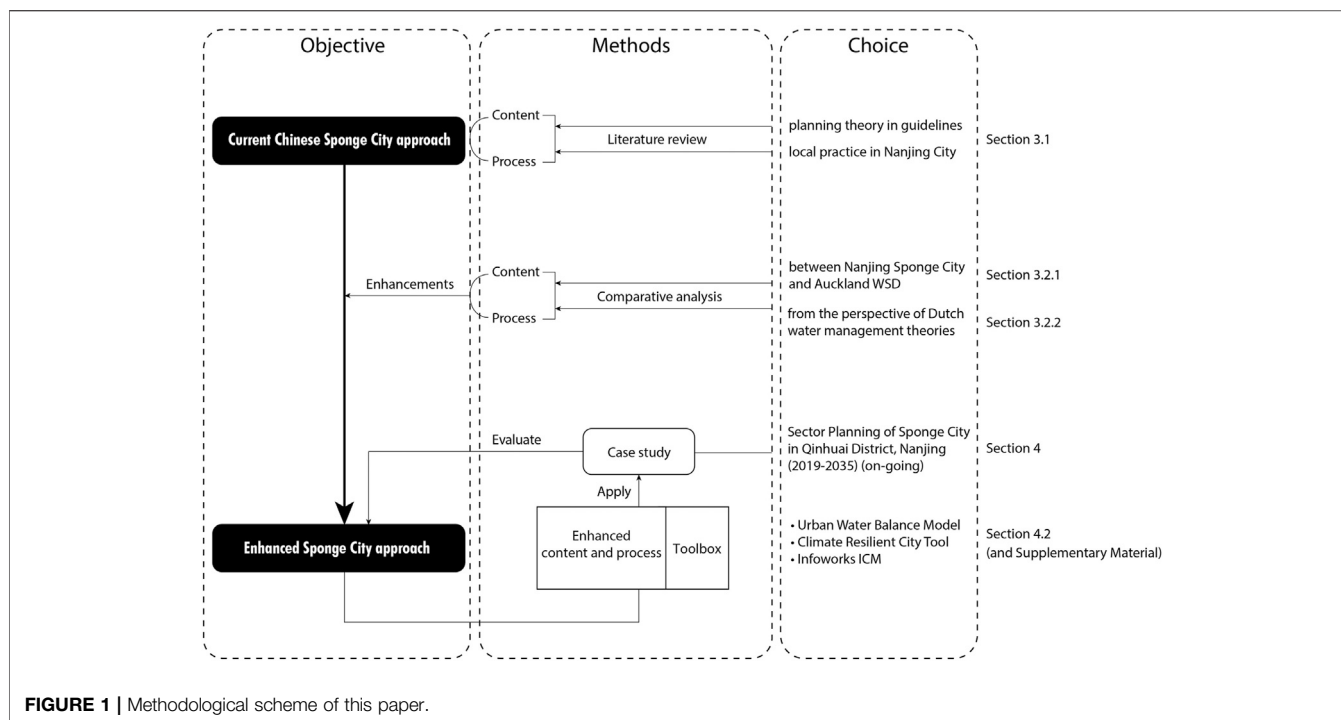 Objective
Methods
Choice
Current Chinese Sponge City approach
Content
Process
Literature review
planning theory in guidelines
local practice in Nanjing City
Section 3.1
Enhancements
Content
Process
Comparative analysis
between Nanjing Sponge City
and Auckland WSD
Section 3.2.1
from the perspective of Dutch
water management theories
Section 3.2.2
Evaluate
Case study
Sector Planning of Sponge City
in Qinhuai District, Nanjing
(2019-2035) (on-going)
Section 4
Apply
Enhanced Sponge City approach
Enhanced
content and process
Toolbox
• Urban Water Balance Model
• Climate Resilient City Tool
• Infoworks ICM
Section 4.2
(and Supplementary Material)
FIGURE 1 | Methodological scheme of this paper.